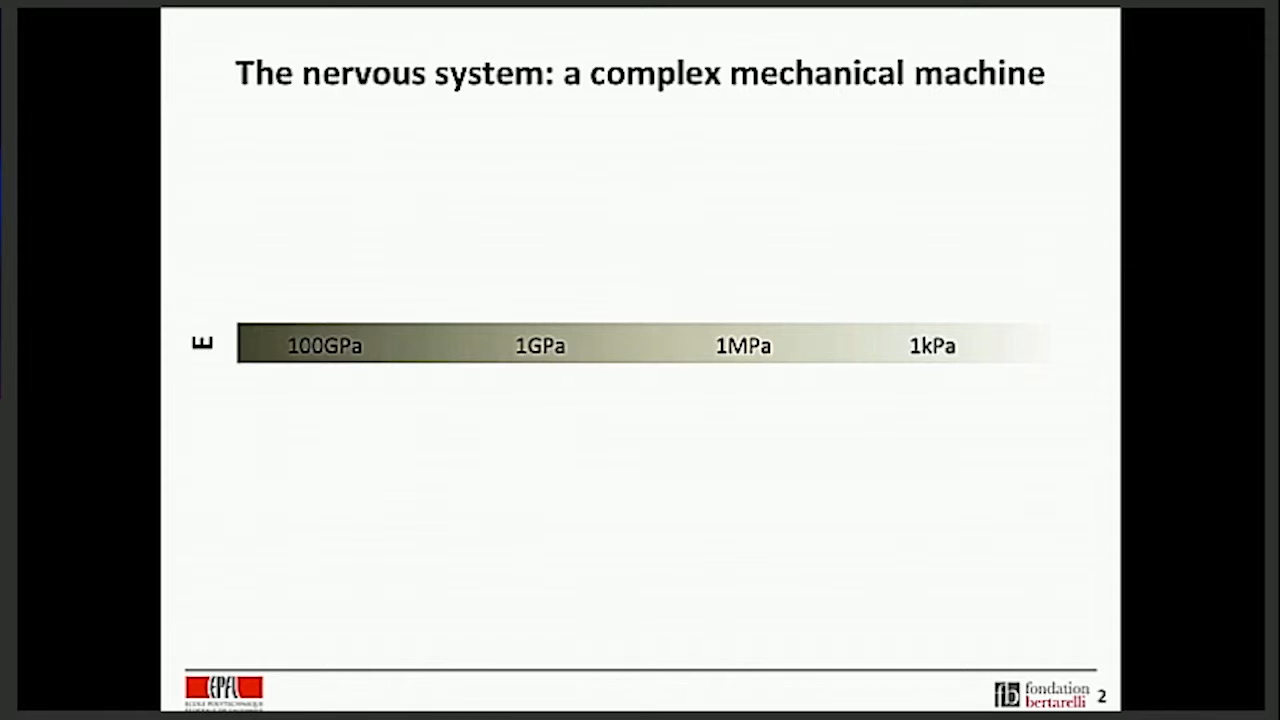 The nervous system: a complex mechanical machine
E
100GPa 1GPa 1MPa 1kPa
EPFL
fb fondation bertarelli
2